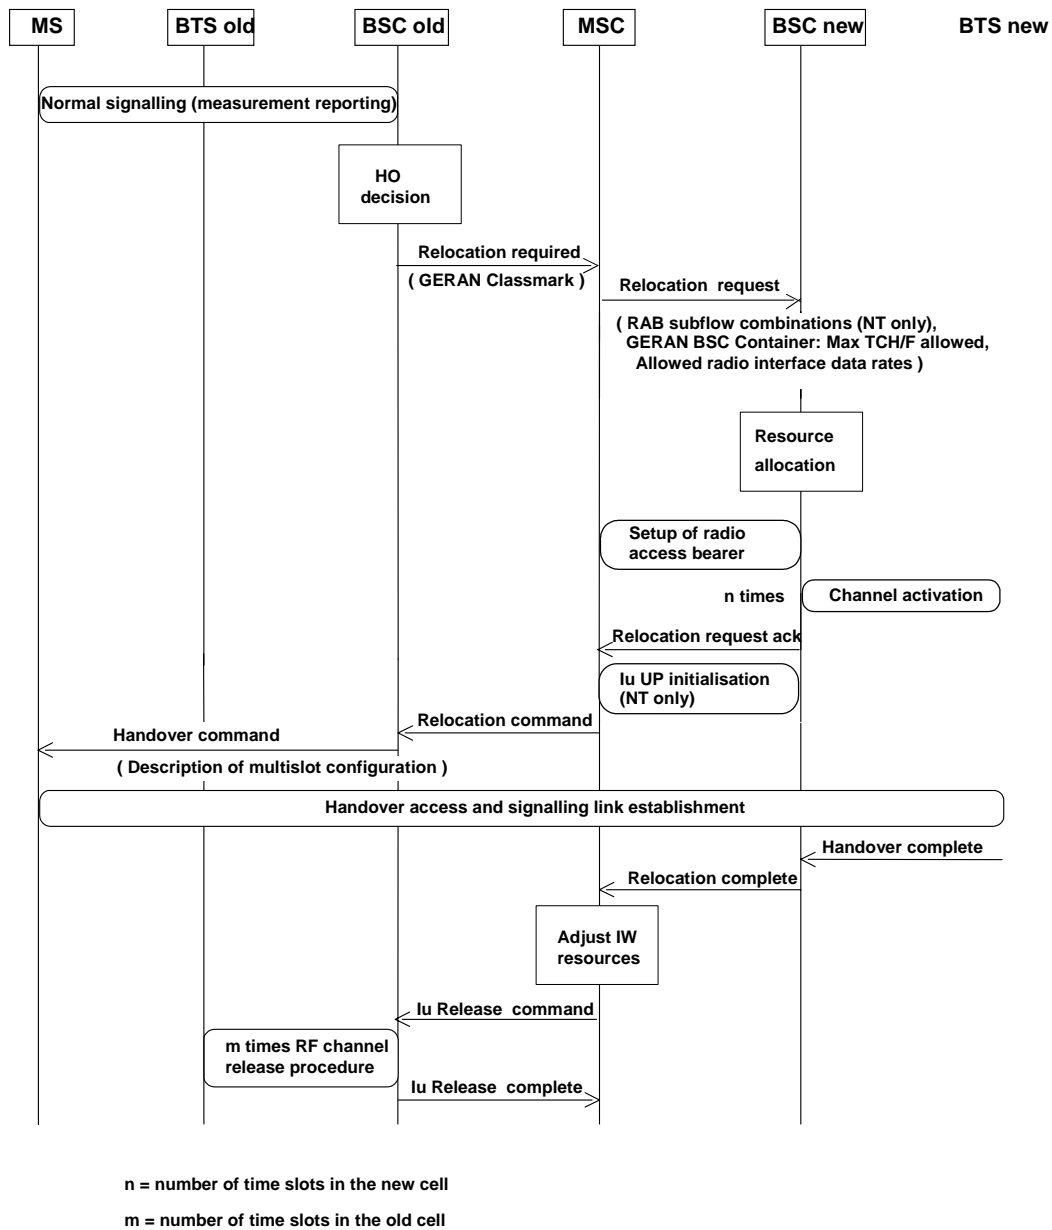 MS BTS old BSC old MSC BSC new BTS new
Normal signalling (measurement reporting)
HO
decision
Relocation required
( GERAN Classmark )
Relocation request
( RAB subflow combinations (NT only),
GERAN BSC Container: Max TCH/F allowed,
Allowed radio interface data rates )
Resource
allocation
Setup of radio
access bearer
n times
Channel activation
Relocation request ack
Iu UP initialisation
(NT only)
Relocation command
Handover command
( Description of multislot configuration )
Handover access and signalling link establishment
Handover complete
Relocation complete
Adjust IW
resources
Iu Release command
m times RF channel
release procedure
Iu Release complete
n = number of time slots in the new cell
m = number of time slots in the old cell